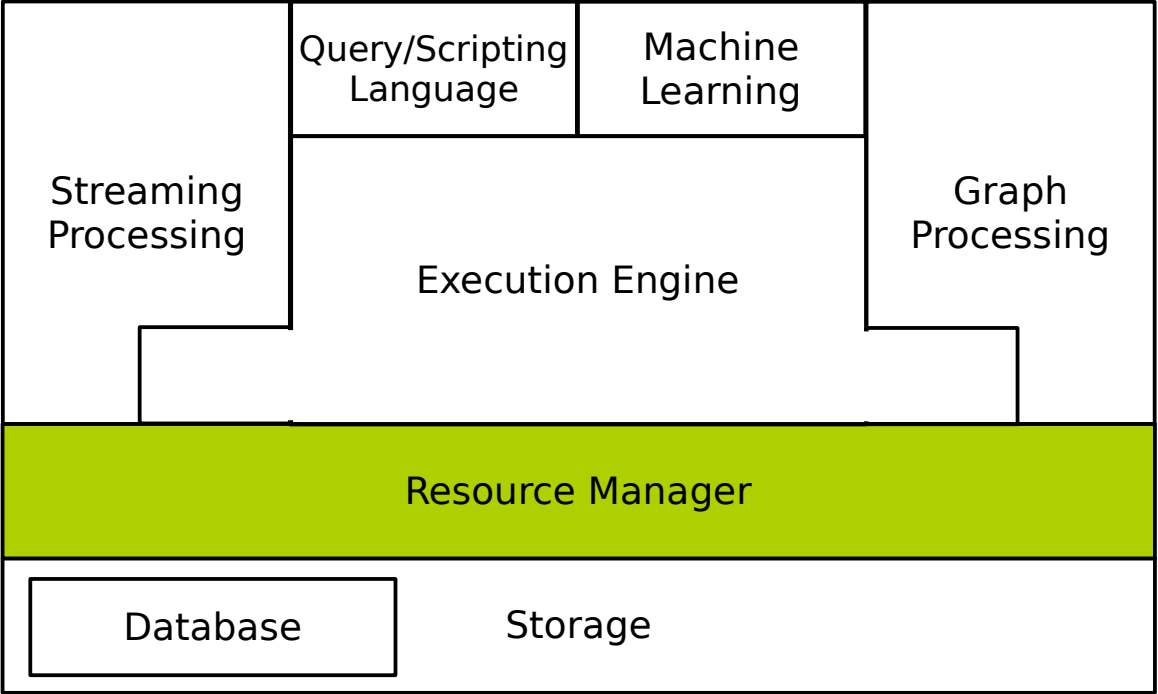 Query/Scripting
Language
Machine
Learning
Streaming
Processing
Graph
Processing
Execution Engine
Resource Manager
Database
Storage